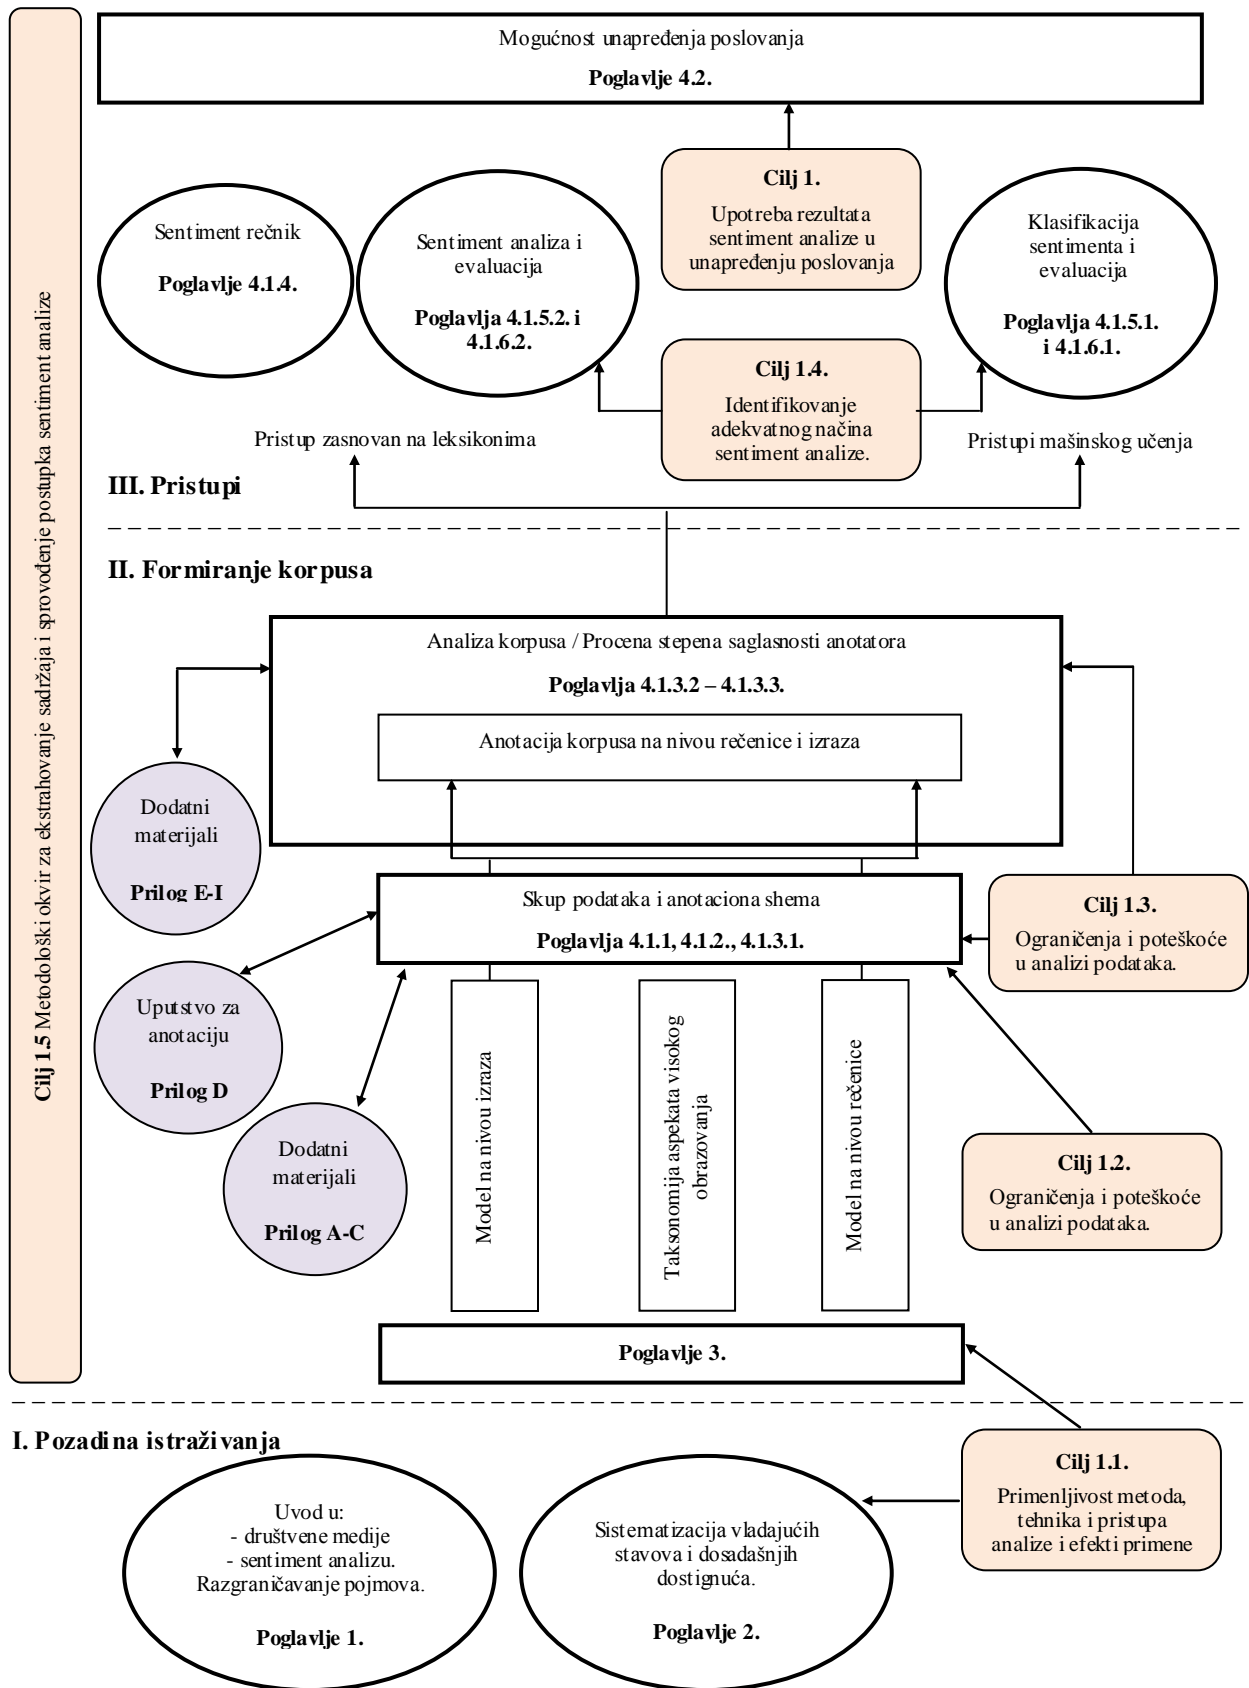 Cilj 1.5 Metodološki okvir za ekstrahovanje sadržaja i sprovođenje postupka sentiment analize
Mogućnost unapređenja poslovanja
Poglavlje 4.2.
Cilj 1.
Upotreba rezultata
sentiment analize u
unapređenju poslovanja
Sentiment rečnik
Poglavlje 4.1.4.
Sentiment analiza i
evaluacija
Poglavlja 4.1.5.2. i
4.1.6.2.
Klasifikacija
sentimenta i
evaluacija
Poglavlja 4.1.5.1.
i 4.1.6.1.
Cilj 1.4.
Identifikovanje
adekvatnog načina
sentiment analize.
Pristup zasnovan na leksikonima
Pristupi mašinskog učenja
III. Pristupi
II. Formiranje korpusa
Analiza korpusa / Procena stepena saglasnosti anotatora
Poglavlja 4.1.3.2 – 4.1.3.3.
Anotacija korpusa na nivou rečenice i izraza
Dodatni
materijali
Prilog E-I
Skup podataka i anotaciona shema
Poglavlja 4.1.1, 4.1.2., 4.1.3.1.
Cilj 1.3.
Ograničenja i poteškoće
u analizi podataka.
Uputstvo za
anotaciju
Prilog D
Dodatni
materijali
Prilog A-C
Model na nivou izraza
Taksonomija aspekata visokog
obrazovanja
Model na nivou rečenice
Cilj 1.2.
Ograničenja i poteškoće
u analizi podataka.
Poglavlje 3.
I. Pozadina istraživanja
Uvod u:
- društvene medije
- sentiment analizu.
Razgraničavanje pojmova.
Poglavlje 1.
Sistematizacija vladajućih
stavova i dosadašnjih
dostignuća.
Poglavlje 2.
Cilj 1.1.
Primenljivost metoda,
tehnika i pristupa
analize i efekti primene